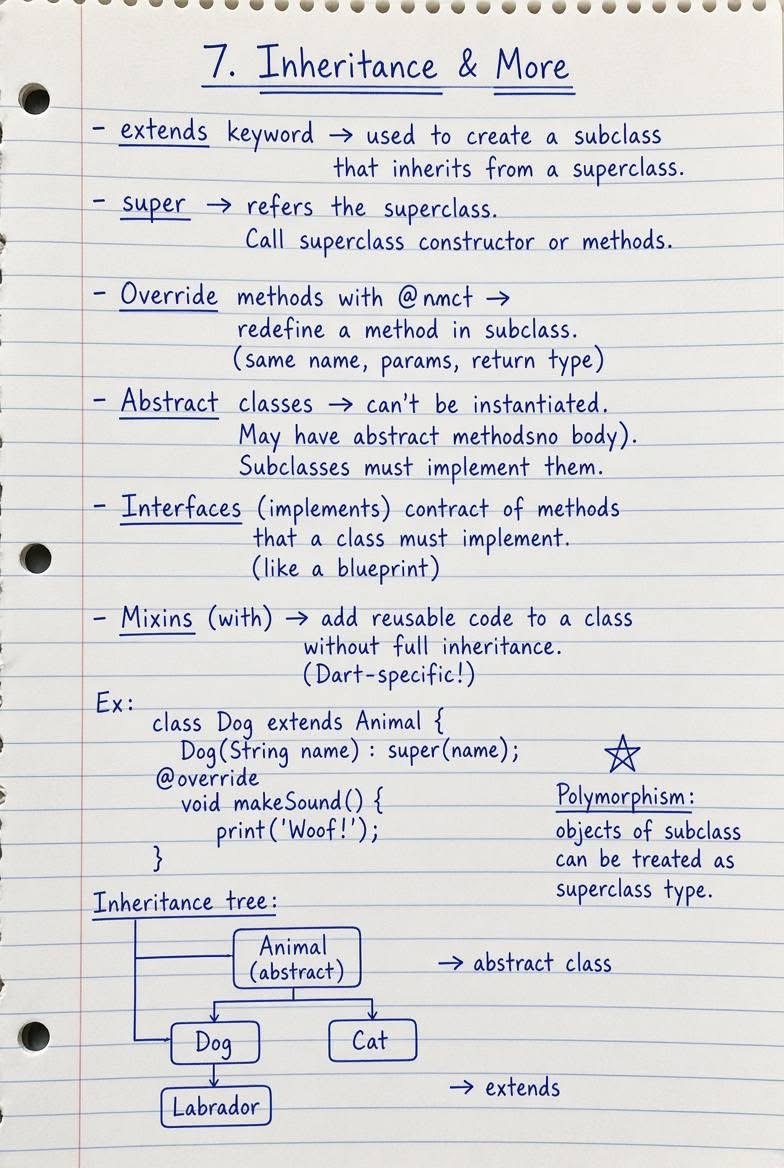 7. Inheritance & More
- extends keyword → used to create a subclass
that inherits from a superclass.
- super → refers the superclass.
Call superclass constructor or methods.
- Override methods with @nmct →
redefine a method in subclass.
(same name, params, return type)
- Abstract classes → can't be instantiated.
May have abstract methodsno body).
Subclasses must implement them.
- Interfaces (implements) contract of methods
that a class must implement.
(like a blueprint)
- Mixins (with) → add reusable code to a class
without full inheritance.
(Dart-specific!)
Ex:
class Dog extends Animal {
Dog(String name) : super(name);
@override
void makeSound() {
print('Woof!');
}
☆
Polymorphism:
objects of subclass
can be treated as
superclass type.
Inheritance tree:
Animal
(abstract)
→ abstract class
Dog
Cat
Labrador
→ extends